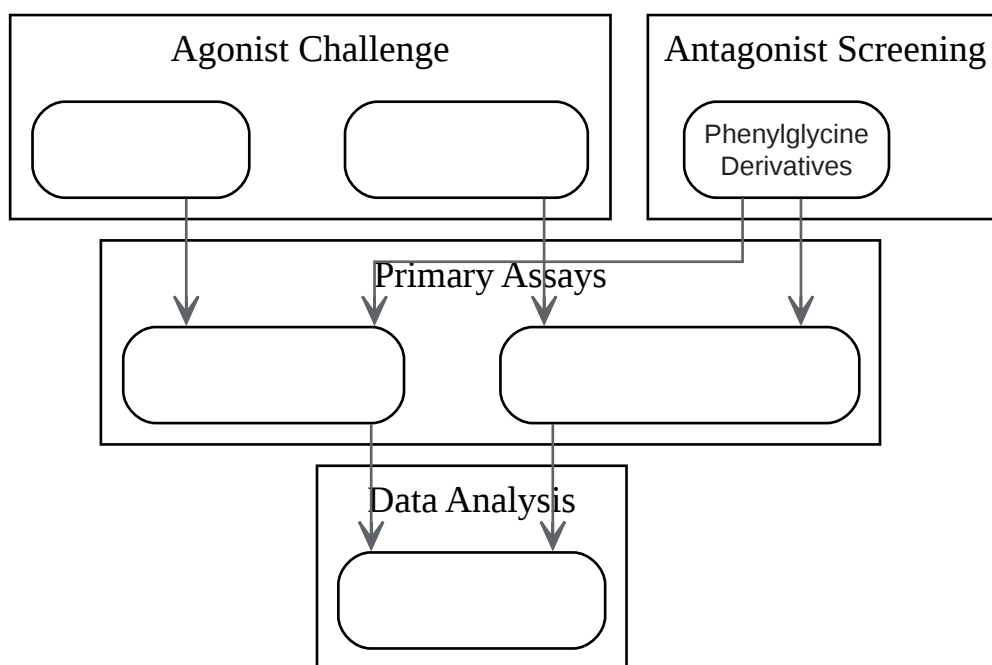 Agonist Challenge
Antagonist Screening
Phenylglycine
Derivatives
Primary Assays
Data Analysis